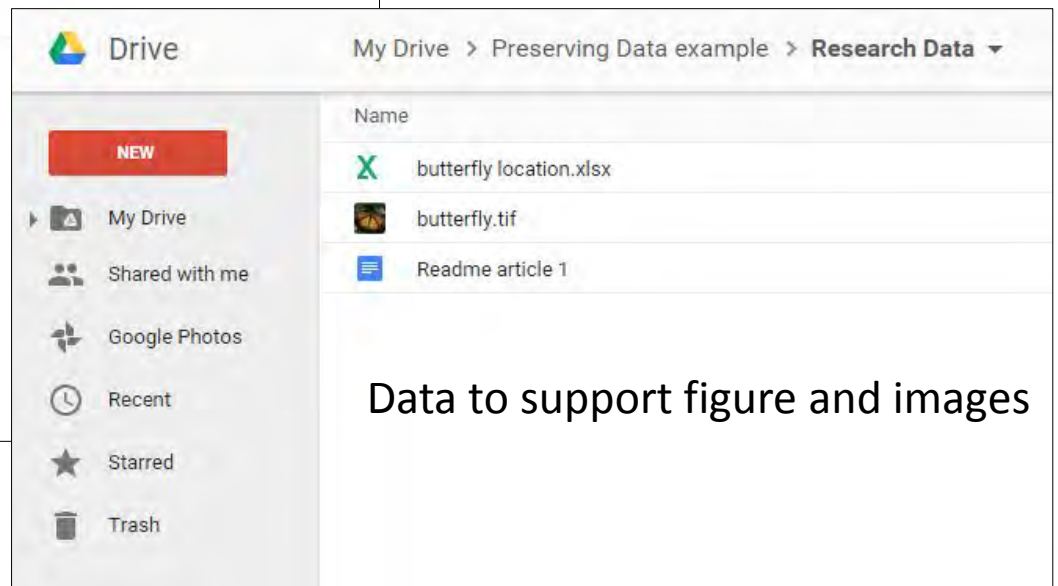 Drive
My Drive > Preserving Data example > Research Data
NEW
My Drive
Shared with me
Google Photos
Recent
Starred
Trash
Name
butterfly location.xlsx
butterfly.tif
Readme article 1
Data to support figure and images